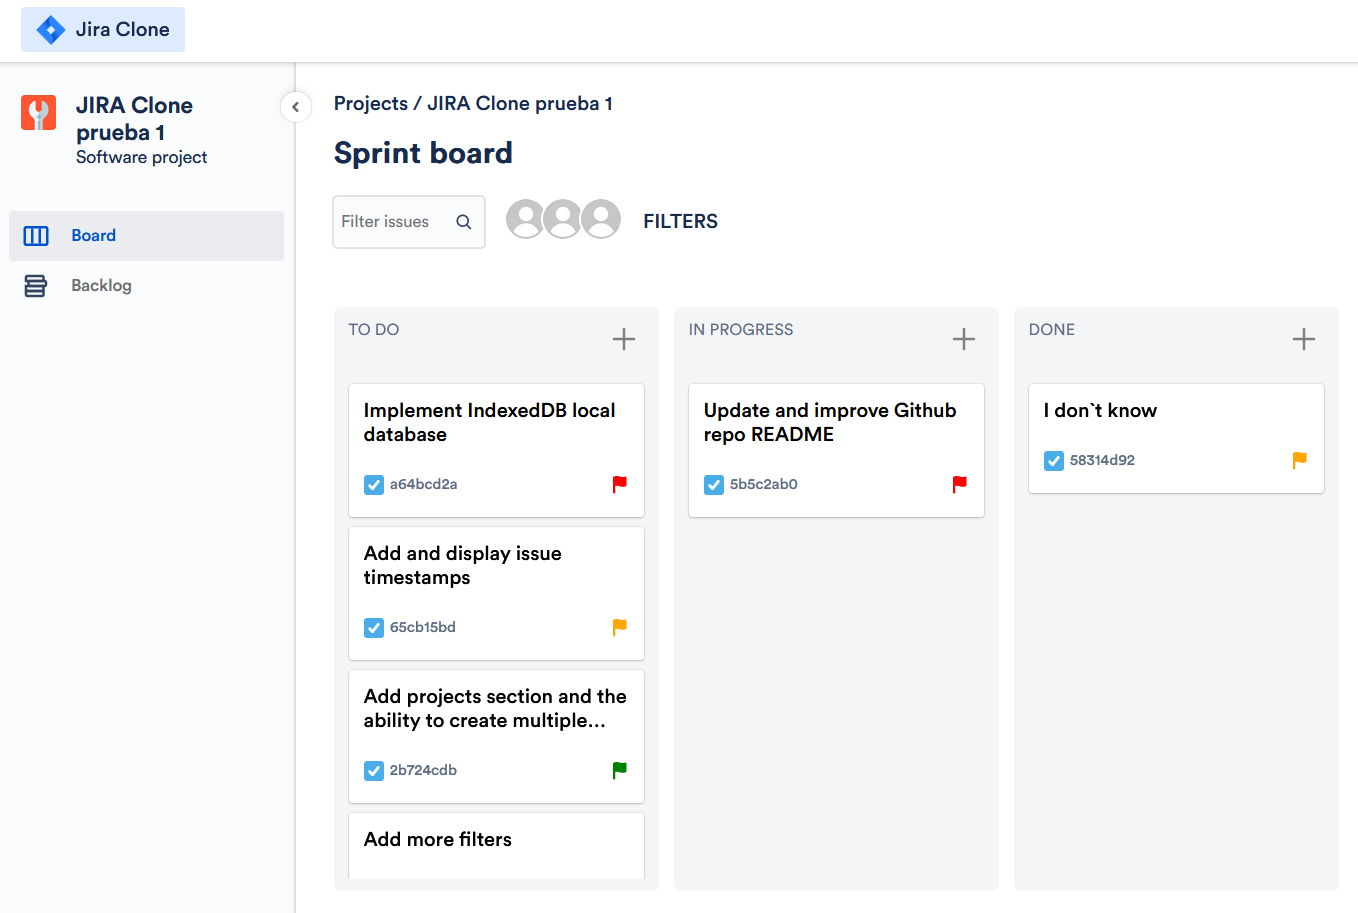 Jira Clone
JIRA Clone
prueba 1
Software project
Board
Backlog
Projects / JIRA Clone prueba 1
Sprint board
Filter issues
FILTERS
TO DO
Implement IndexedDB local
database
a64bcd2a
Add and display issue
timestamps
65cb15bd
Add projects section and the
ability to create multiple...
2b724cdb
Add more filters
IN PROGRESS
Update and improve Github
repo README
5b5c2ab0
DONE
I don`t know
58314d92